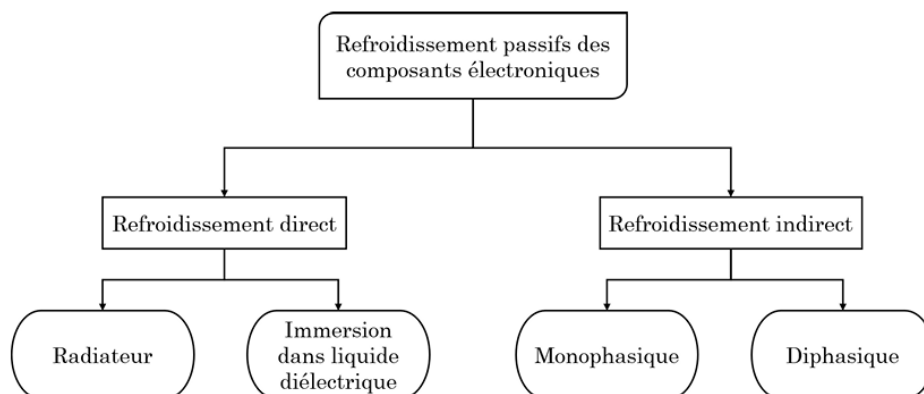 Refroidissement passifs des
composants électroniques
Refroidissement direct
Refroidissement indirect
Radiateur
Immersion
dans liquide
diélectrique
Monophasique
Diphasique